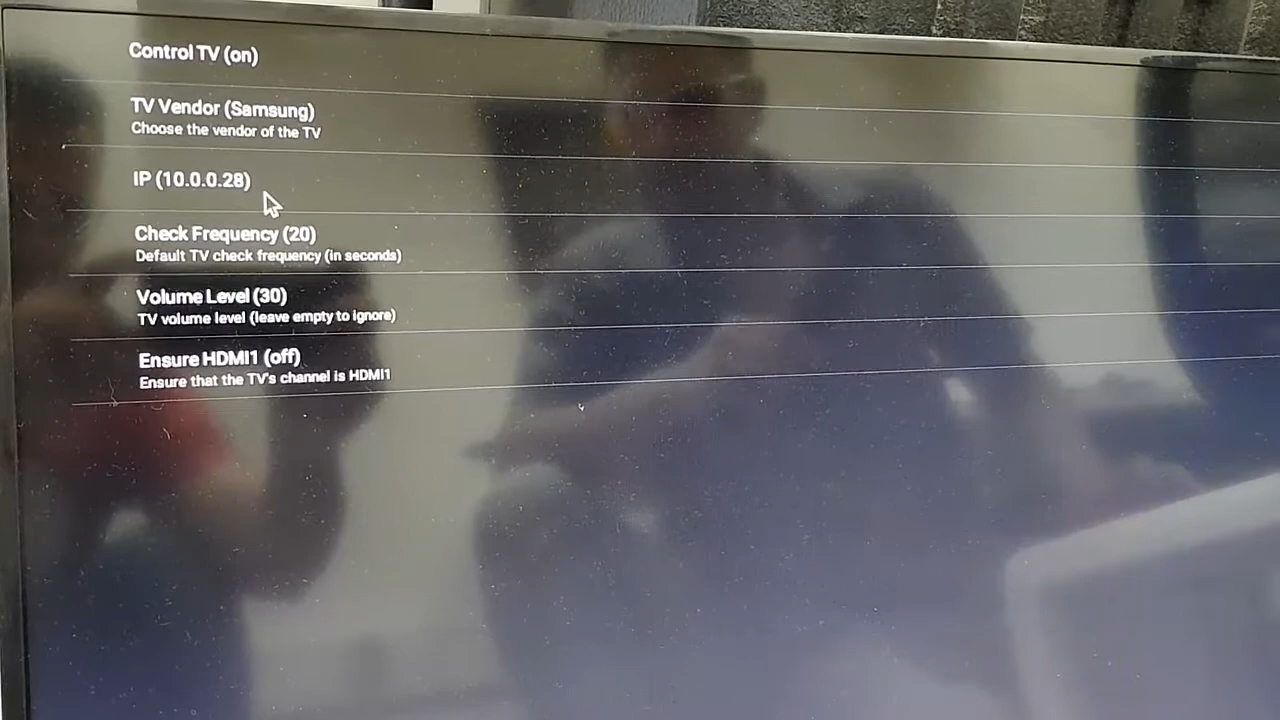 Control TV (on)
TV Vendor (Samsung)
Choose the vendor of the TV
IP (10.0.0.28)
Check Frequency (20)
Default TV check frequency (in seconds)
Volume Level (30)
TV volume level (leave empty to ignore)
Ensure HDMI1 (off)
Ensure that the TV's channel is HDMI1